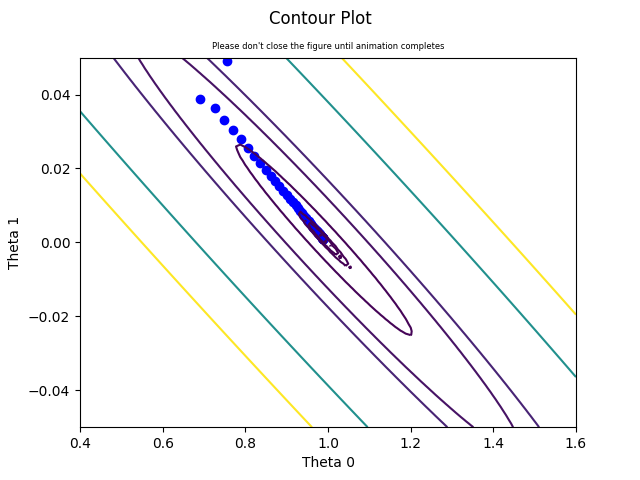 Contour Plot
Please don't close the figure until animation completes
Theta 1
0.04
0.02
0.00
−0.02
−0.04
0.4 0.6 0.8 1.0 1.2 1.4 1.6
Theta 0